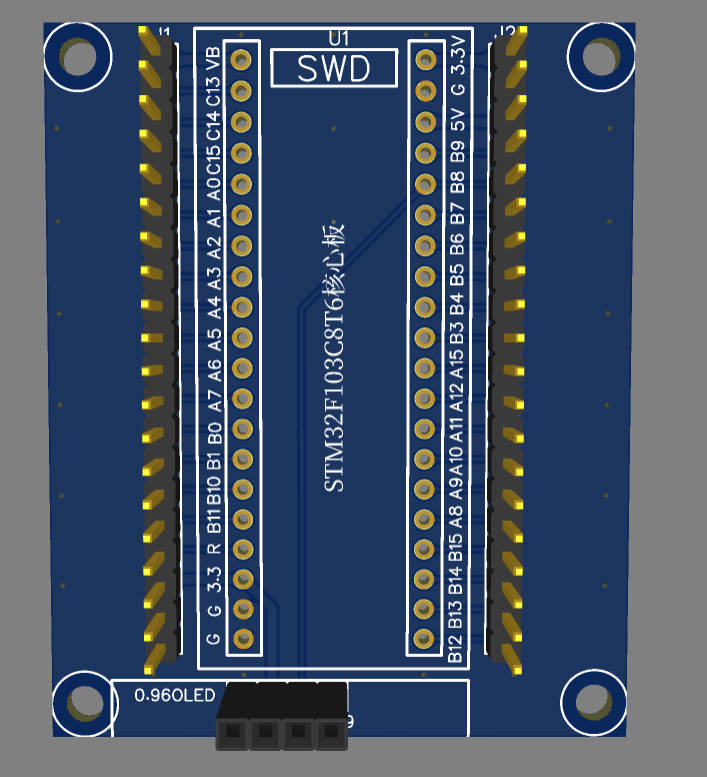 J1
U1
J2
SWD
VB
C13
C14
C15
A0
A1
A2
A3
A4
A5
A6
A7
B0
B1
B10
B11
R
3.3
G
G
STM32F103C8T6核心板
3.3V
G
5V
B9
B8
B7
B6
B5
B4
B3
A15
A12
A11
A10
A9
A8
B15
B14
B13
B12
0.96OLED
9